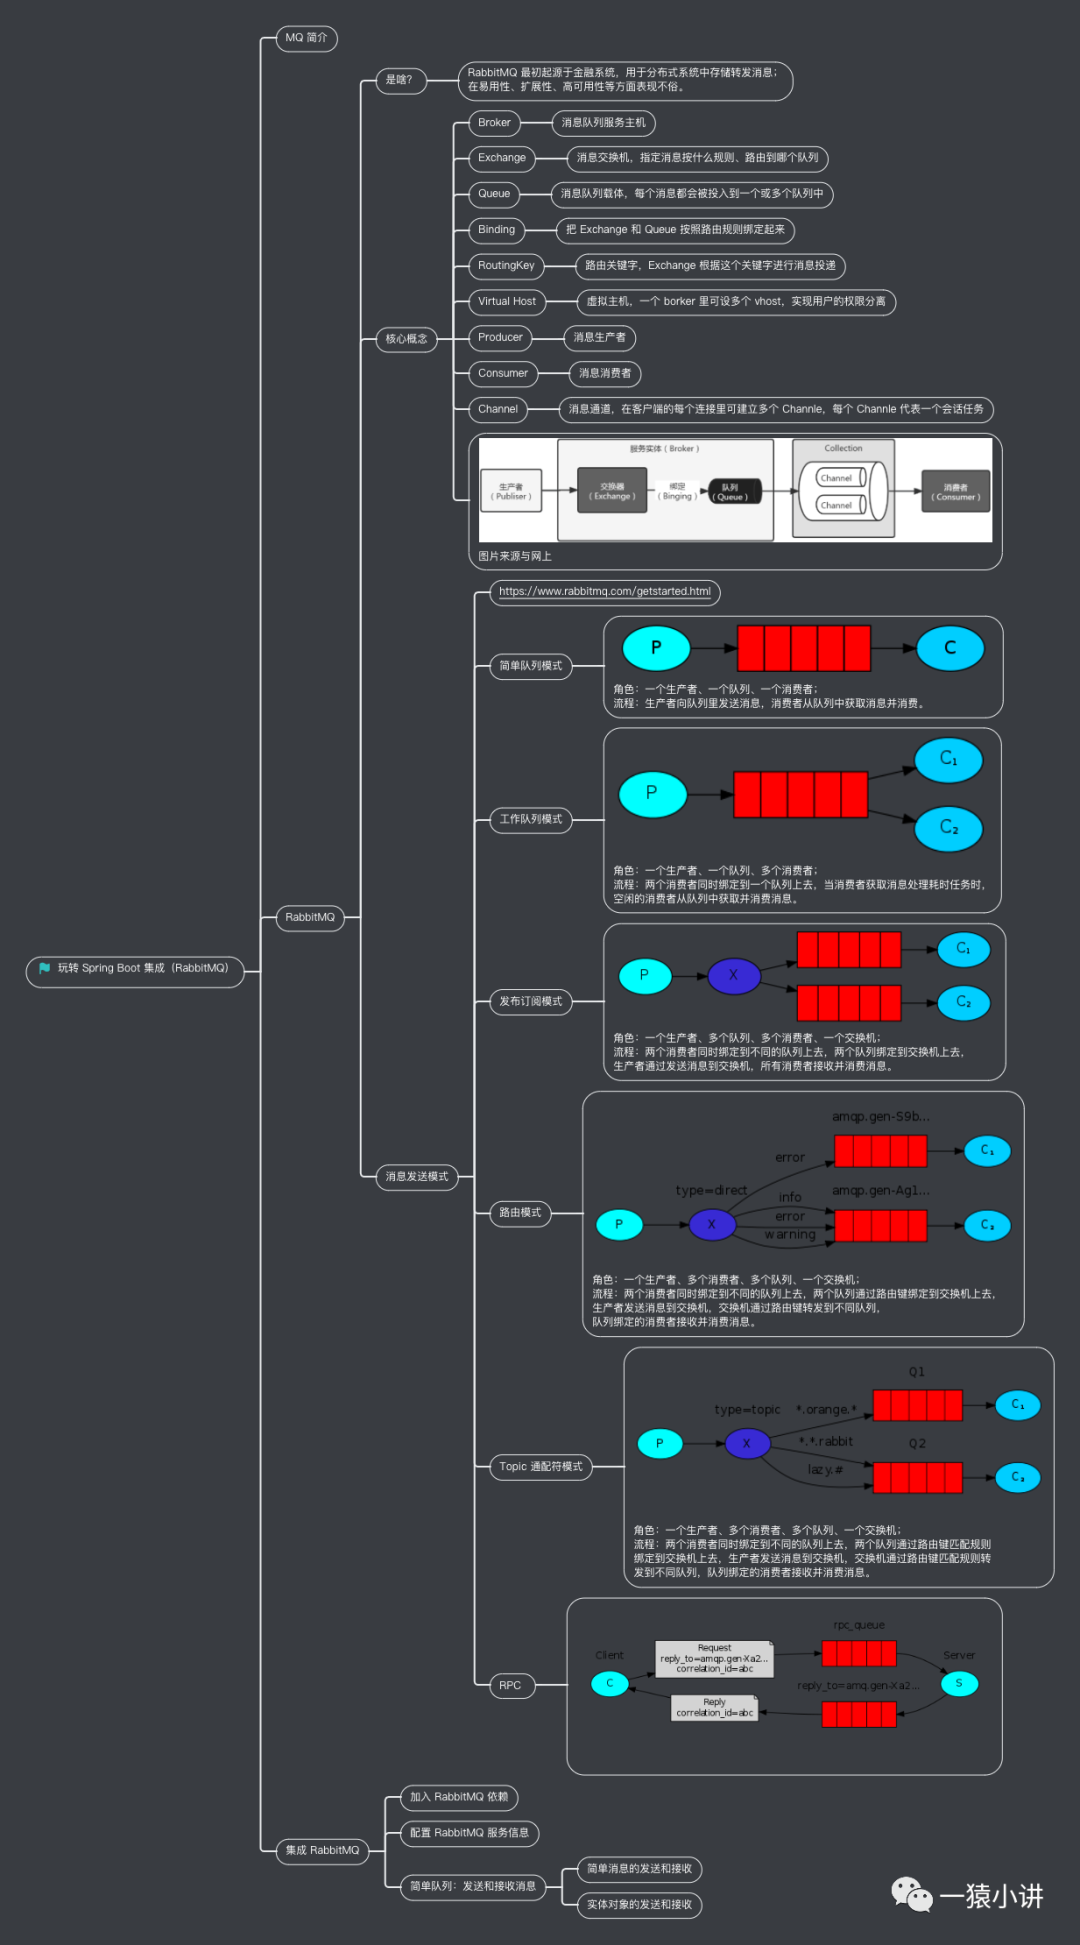 MQ 简介
是啥？
RabbitMQ 最初起源于金融系统，用于分布式系统中存储转发消息；
在易用性、扩展性、高可用性等方面表现不俗。
Broker
消息队列服务主机
Exchange
消息交换机，指定消息按什么规则、路由到哪个队列
Queue
消息队列载体，每个消息都会被投入到一个或多个队列中
Binding
把 Exchange 和 Queue 按照路由规则绑定起来
RoutingKey
路由关键字，Exchange 根据这个关键字进行消息投递
Virtual Host
虚拟主机，一个 borker 里可设多个 vhost，实现用户的权限分离
核心概念
Producer
消息生产者
Consumer
消息消费者
Channel
消息通道，在客户端的每个连接里可建立多个 Channle，每个 Channle 代表一个会话任务
服务实体（Broker）
Collection
生产者
（Publiser）
交换器
（Exchange）
绑定
（Binging）
队列
（Queue）
Channel
Channel
消费者
（Consumer）
图片来源与网上
https://www.rabbitmq.com/getstarted.html
简单队列模式
P
C
角色：一个生产者、一个队列、一个消费者；
流程：生产者向队列里发送消息，消费者从队列中获取消息并消费。
工作队列模式
P
C₁
C₂
角色：一个生产者、一个队列、多个消费者；
流程：两个消费者同时绑定到一个队列上去，当消费者获取消息处理耗时任务时，
空闲的消费者从队列中获取并消费消息。
RabbitMQ
玩转 Spring Boot 集成（RabbitMQ）
发布订阅模式
P
X
C₁
C₂
角色：一个生产者、多个队列、多个消费者、一个交换机；
流程：两个消费者同时绑定到不同的队列上去，两个队列绑定到交换机上去，
生产者通过发送消息到交换机，所有消费者接收并消费消息。
消息发送模式
路由模式
amqp.gen-S9b...
error
C₁
type=direct
amqp.gen-Ag1...
info
P
X
error
C₂
warning
角色：一个生产者、多个消费者、多个队列、一个交换机；
流程：两个消费者同时绑定到不同的队列上去，两个队列通过路由键绑定到交换机上去，
生产者发送消息到交换机，交换机通过路由键转发到不同队列，
队列绑定的消费者接收并消费消息。
Topic 通配符模式
Q1
type=topic
*.orange.*
C₁
P
X
*.*.rabbit
Q2
lazy.#
C₂
角色：一个生产者、多个消费者、多个队列、一个交换机；
流程：两个消费者同时绑定到不同的队列上去，两个队列通过路由键匹配规则
绑定到交换机上去，生产者发送消息到交换机，交换机通过路由键匹配规则转
发到不同队列，队列绑定的消费者接收并消费消息。
RPC
rpc_queue
Client
Request
reply_to=amqp.gen-Xa2...
correlation_id=abc
Server
C
S
reply_to=amq.gen-Xa2...
Reply
correlation_id=abc
集成 RabbitMQ
加入 RabbitMQ 依赖
配置 RabbitMQ 服务信息
简单队列：发送和接收消息
简单消息的发送和接收
实体对象的发送和接收
一猿小讲